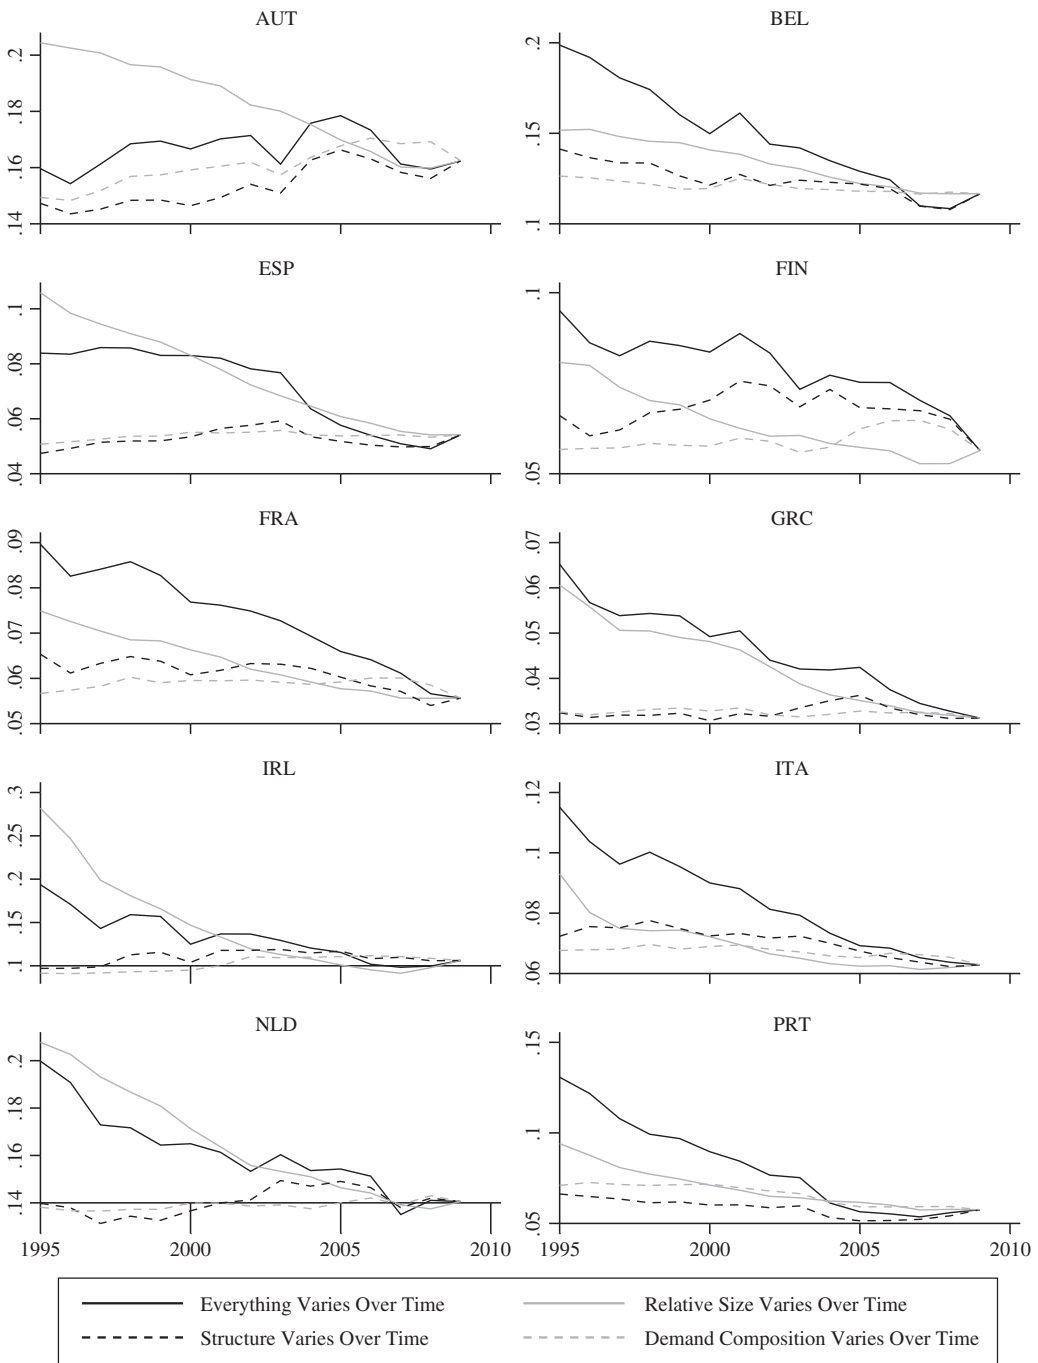 AUT
BEL
.2
.18
.16
.14
.2
.15
.1
ESP
FIN
.1
.08
.06
.04
.1
.05
FRA
GRC
.09
.08
.07
.06
.05
.07
.06
.05
.04
.03
IRL
ITA
.3
.25
.2
.15
.1
.12
.1
.08
.06
NLD
PRT
.2
.18
.16
.14
.15
.1
.05
1995 2000 2005 2010
1995 2000 2005 2010
Everything Varies Over Time
Relative Size Varies Over Time
Structure Varies Over Time
Demand Composition Varies Over Time